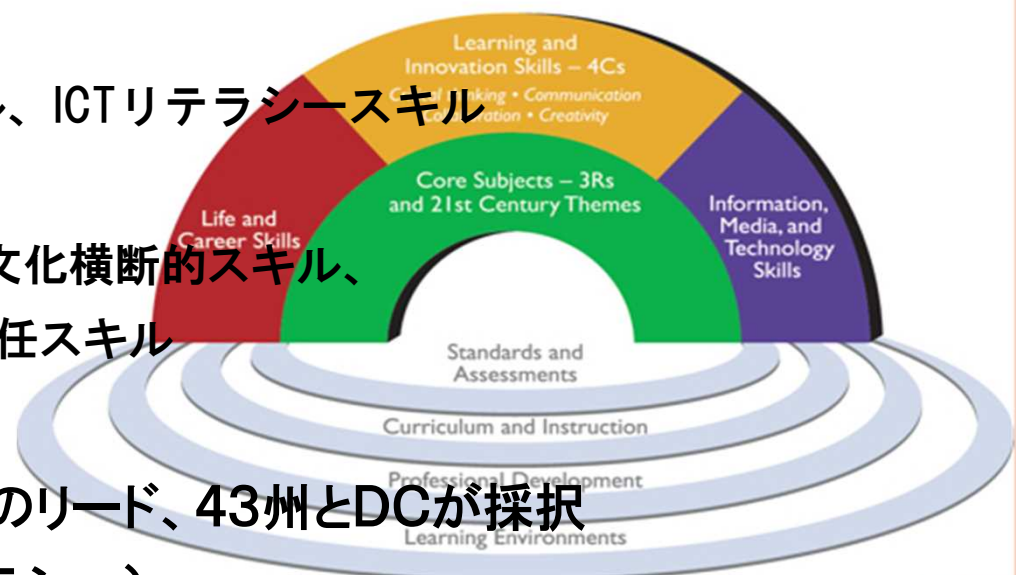 Learning and
Innovation Skills – 4Cs
、ICTリテラシースキル
thinking • Communication
• Creativity
Core Subjects – 3Rs
and 21st Century Themes
Life and
Career Skills
Information,
Media, and
Technology
Skills
文化横断的スキル、
任スキル
Standards and
Assessments
Curriculum and Instruction
Professional Development
のリード、43州とDCが採択
Learning Environments